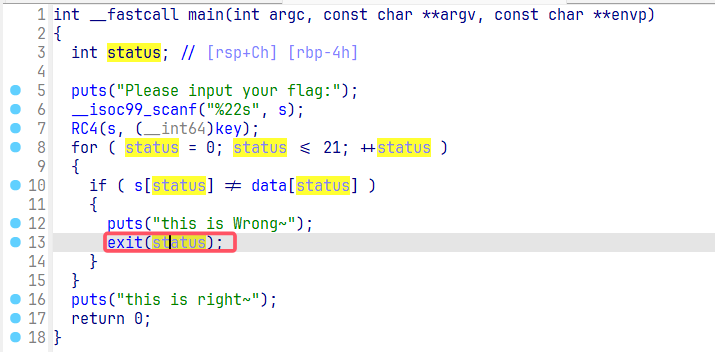 1 int __fastcall main(int argc, const char **argv, const char **envp)
2 {
3   int status; // [rsp+Ch] [rbp-4h]
4
5   puts("Please input your flag:");
6   __isoc99_scanf("%22s", s);
7   RC4(s, (__int64)key);
8   for ( status = 0; status <= 21; ++status )
9   {
10     if ( s[status] != data[status] )
11     {
12       puts("this is Wrong~");
13       exit(status);
14     }
15   }
16   puts("this is right~");
17   return 0;
18 }